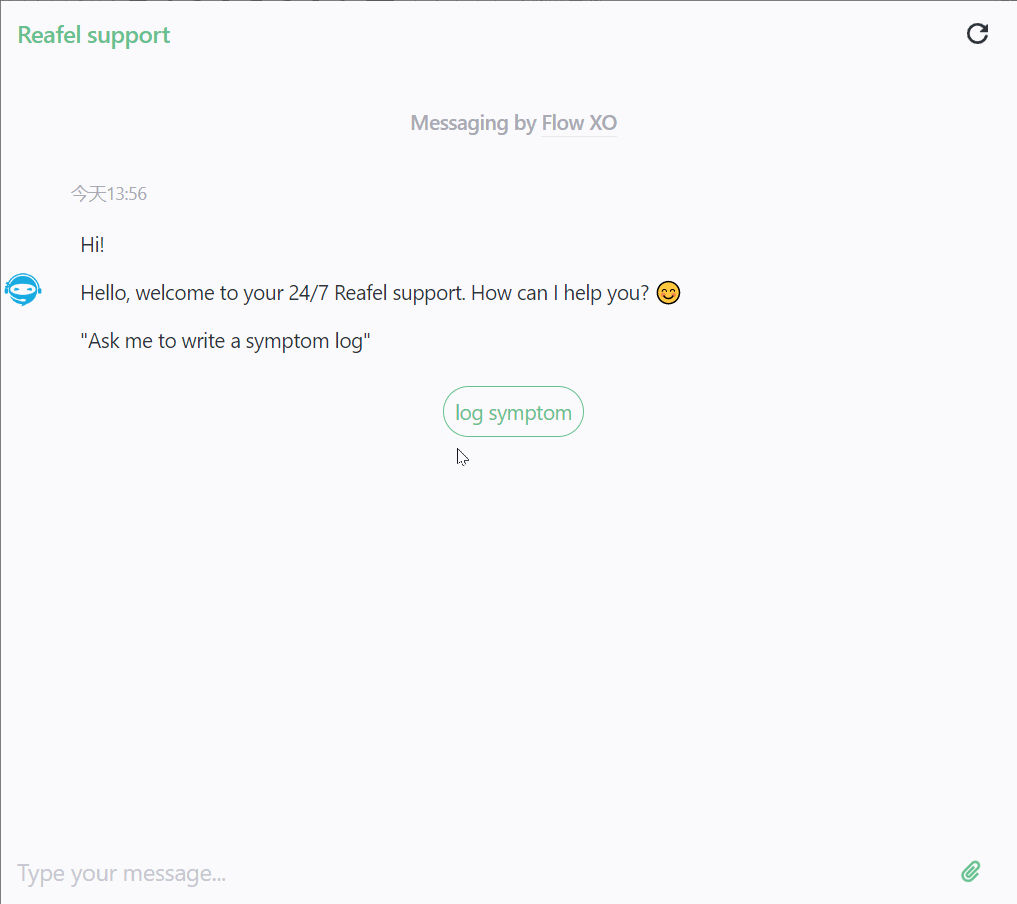 Reafel support
Messaging by Flow XO
今天13:56
Hi!
Hello, welcome to your 24/7 Reafel support. How can I help you? 😊
"Ask me to write a symptom log"
log symptom
Type your message...